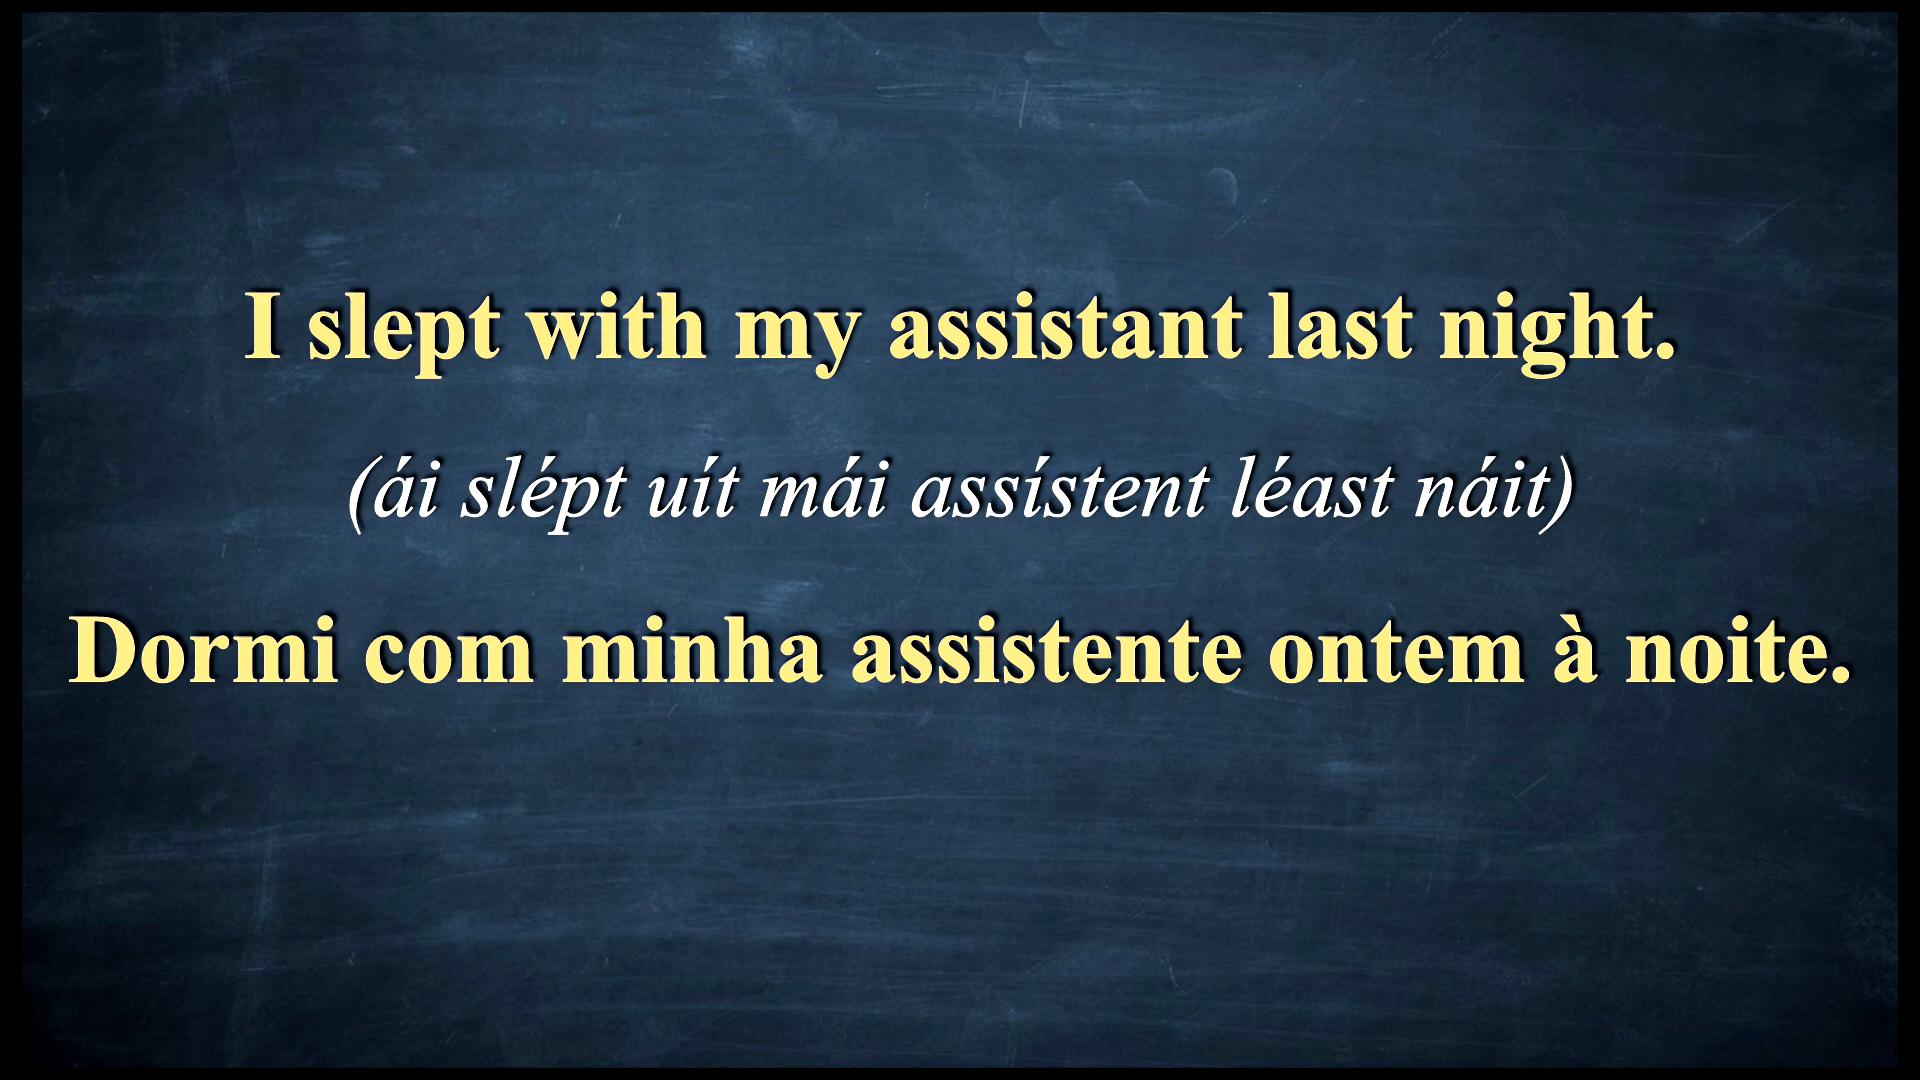 I slept with my assistant last night.
(ái slépt uít mái assístent léast náit)
Dormi com minha assistente ontem à noite.